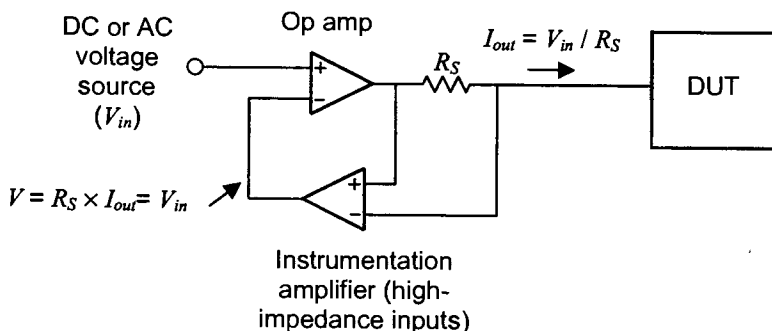 DC or AC
voltage
source
(V_in)
Op amp
+
−
R_S
I_out = V_in / R_S
DUT
V = R_S × I_out = V_in
+
−
Instrumentation
amplifier (high-
impedance inputs)